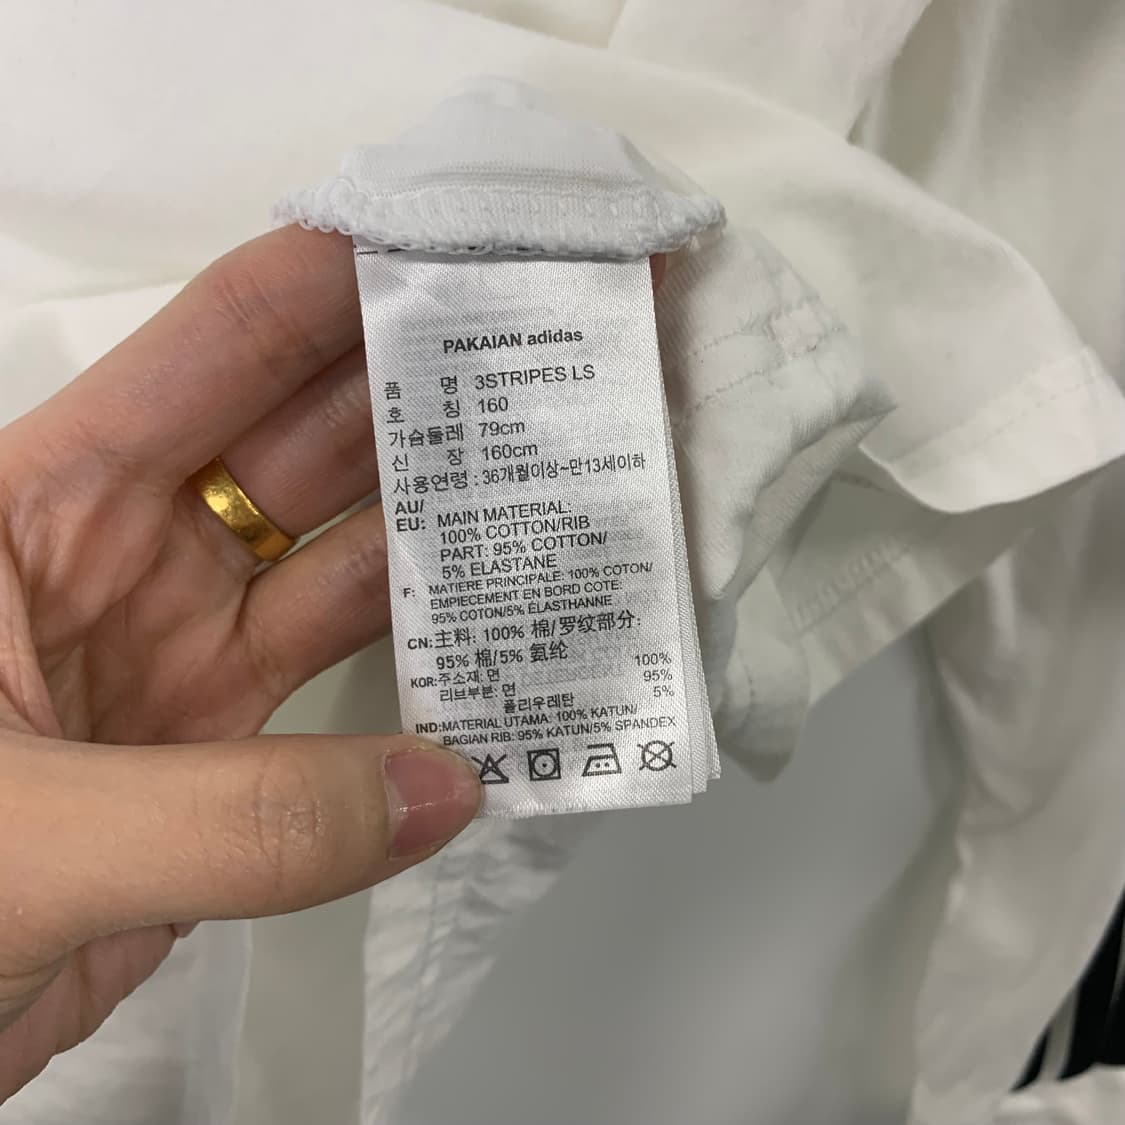 PAKAIAN adidas
품 명 3STRIPES LS
호 칭 160
가슴둘레 79cm
신 장 160cm
사용연령 : 36개월이상~만13세이하
AU/
EU: MAIN MATERIAL:
100% COTTON/RIB
PART: 95% COTTON/
5% ELASTANE
F: MATIERE PRINCIPALE: 100% COTON/
EMPIECEMENT EN BORD COTE:
95% COTON/5% ÉLASTHANNE
CN:主料: 100% 棉/罗纹部分:
95% 棉/5% 氨纶
KOR:주소재: 면 100%
리브부분: 면 95%
폴리우레탄 5%
IND:MATERIAL UTAMA: 100% KATUN/
BAGIAN RIB: 95% KATUN/5% SPANDEX